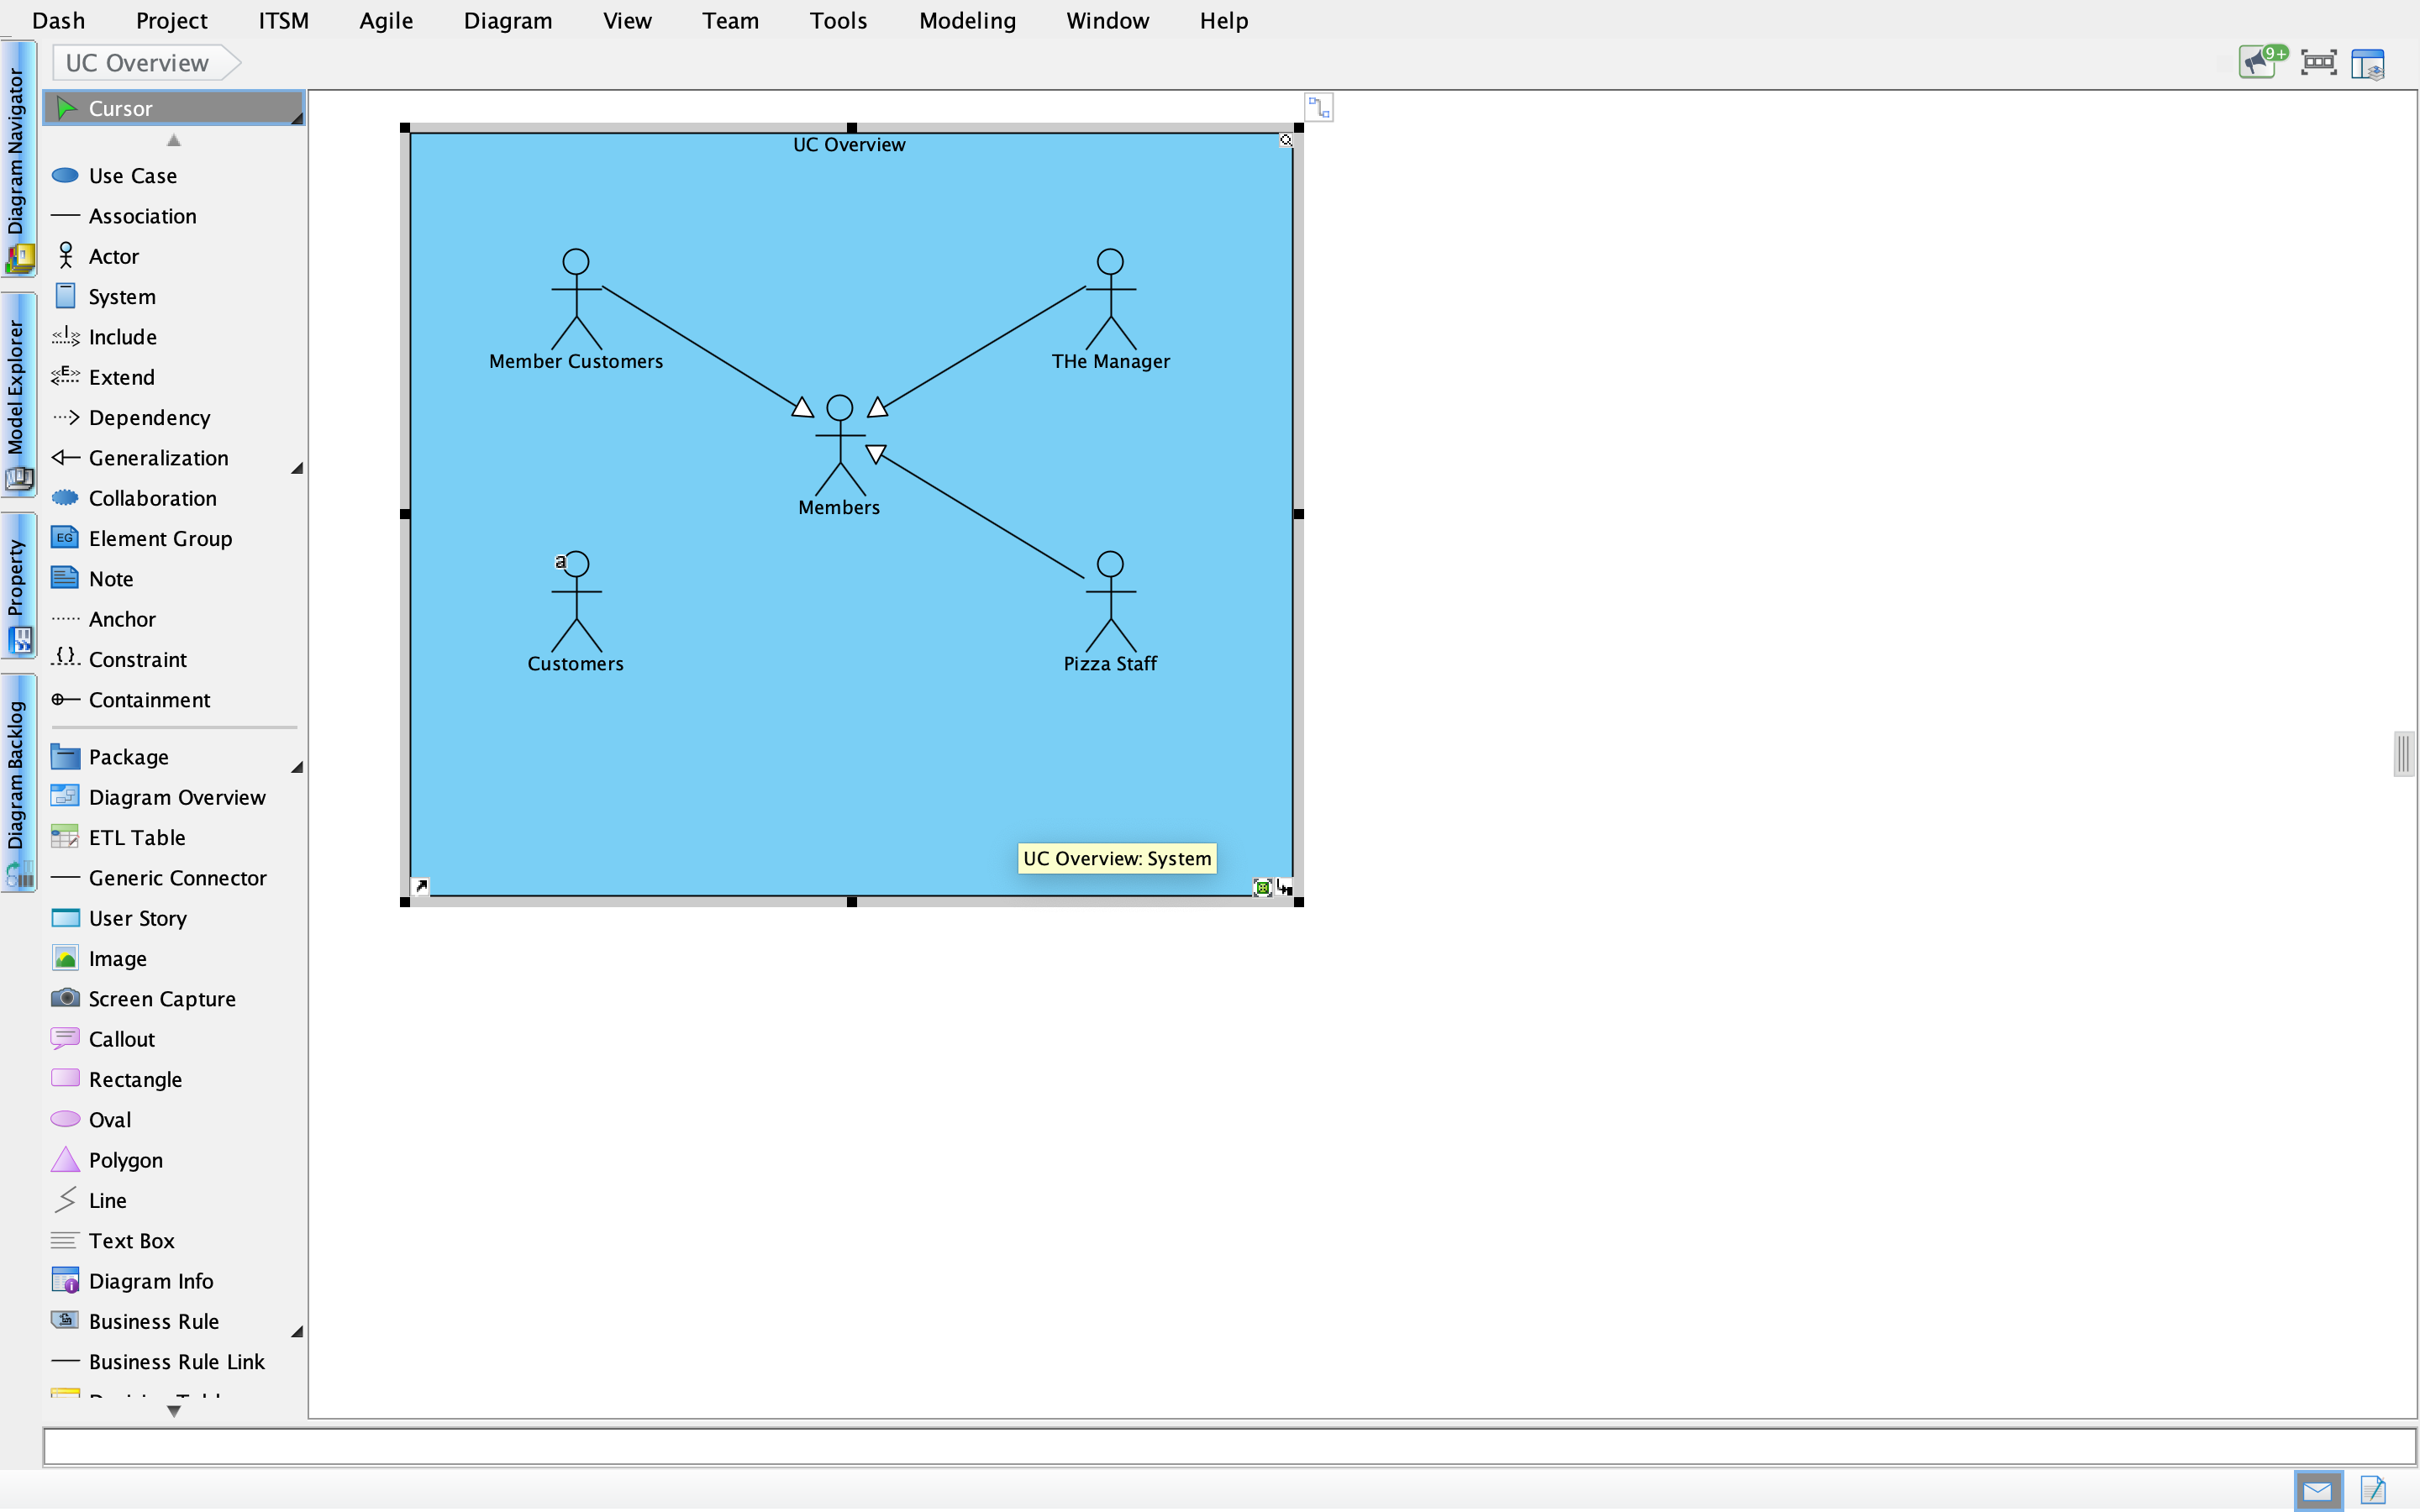 Dash Project ITSM Agile Diagram View Team Tools Modeling Window Help
UC Overview
9+
Diagram Navigator
Model Explorer
Property
Diagram Backlog
Cursor
Use Case
Association
Actor
System
Include
Extend
Dependency
Generalization
Collaboration
EG Element Group
Note
Anchor
Constraint
Containment
Package
Diagram Overview
ETL Table
Generic Connector
User Story
Image
Screen Capture
Callout
Rectangle
Oval
Polygon
Line
Text Box
Diagram Info
Business Rule
Business Rule Link
UC Overview
Member Customers
THe Manager
Members
a
Customers
Pizza Staff
UC Overview: System